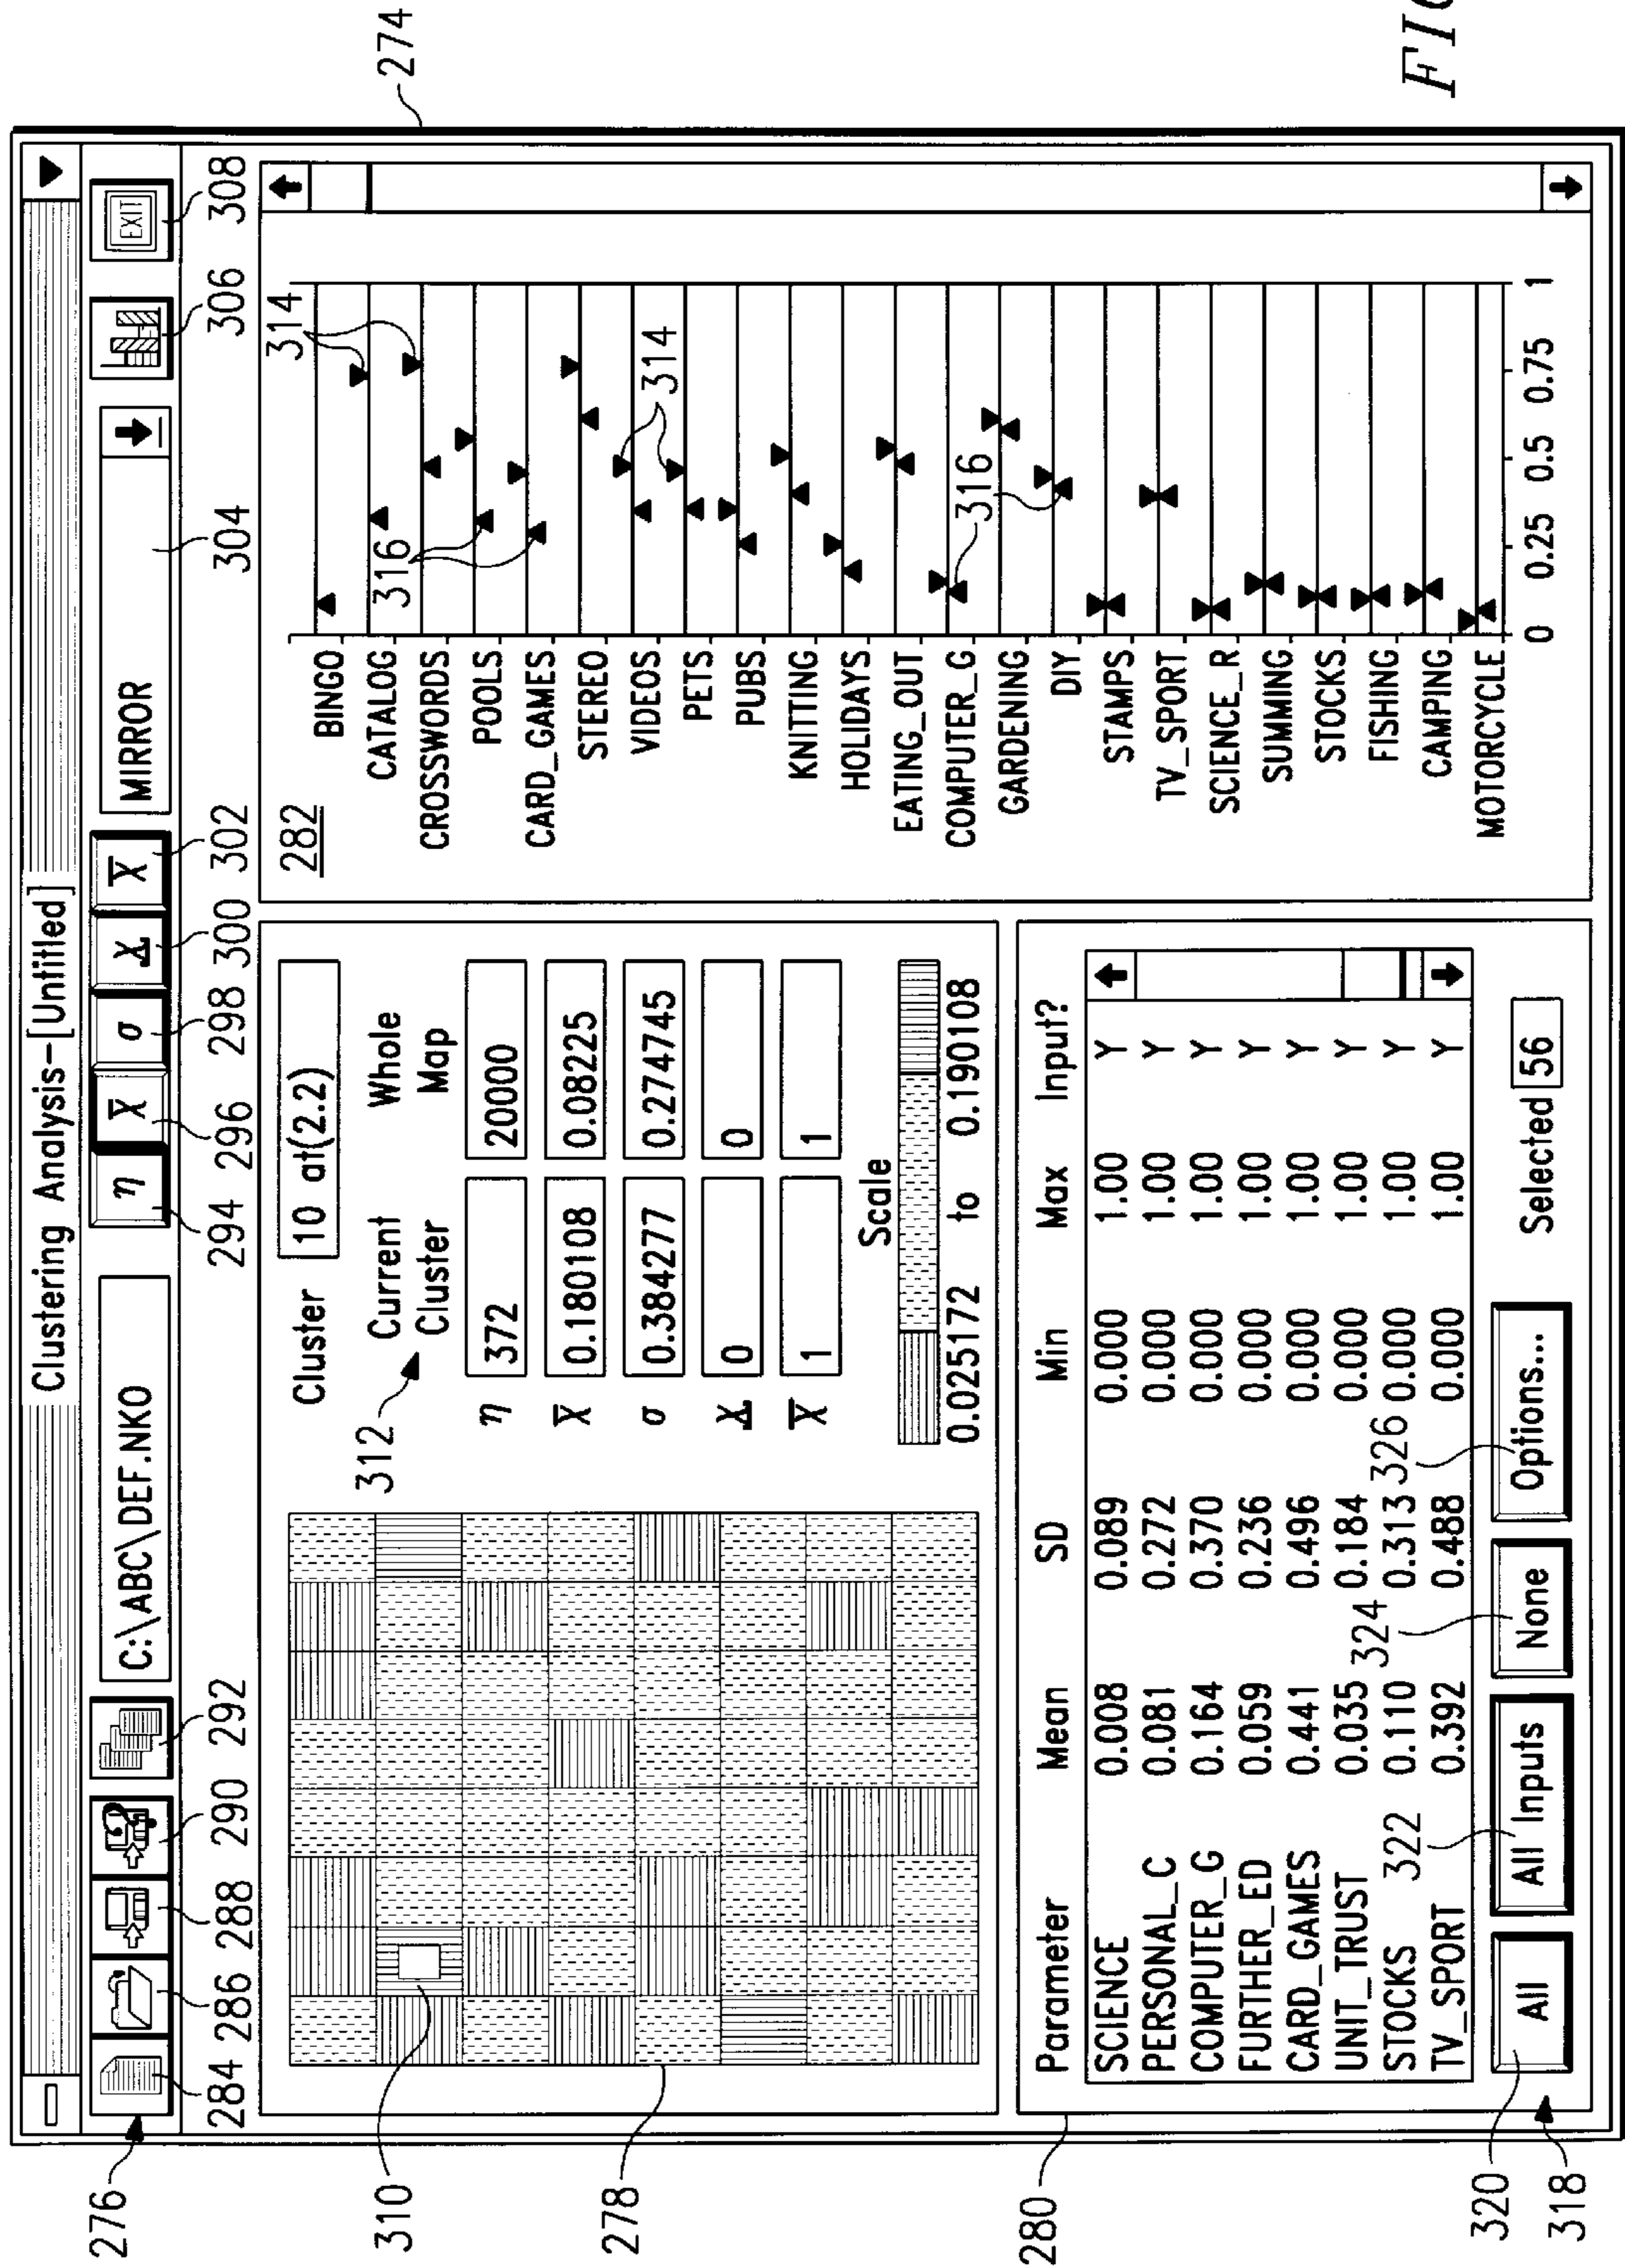 Clustering Analysis-[Untitled]
C:\ABC\DEF.NKO
η
X̅
σ
X̲
X̅
MIRROR
EXIT
276
284
286
288
290
292
294
296
298
300
302
304
306
308
274
310
278
Cluster 10 at(2.2)
312
Current Cluster
Whole Map
η 372 20000
X̅ 0.180108 0.08225
σ 0.384277 0.274745
X̲ 0 0
X̅ 1 1
Scale
0.025172 to 0.190108
280
Parameter Mean SD Min Max Input?
SCIENCE 0.008 0.089 0.000 1.00 Y
PERSONAL_C 0.081 0.272 0.000 1.00 Y
COMPUTER_G 0.164 0.370 0.000 1.00 Y
FURTHER_ED 0.059 0.236 0.000 1.00 Y
CARD_GAMES 0.441 0.496 0.000 1.00 Y
UNIT_TRUST 0.035 0.184 0.000 1.00 Y
STOCKS 0.110 0.313 0.000 1.00 Y
TV_SPORT 0.392 0.488 0.000 1.00 Y
322
324
326
All
All Inputs
None
Options...
Selected 56
320
318
282
BINGO
CATALOG
CROSSWORDS
POOLS
CARD_GAMES
STEREO
VIDEOS
PETS
PUBS
KNITTING
HOLIDAYS
EATING_OUT
COMPUTER_G
GARDENING
DIY
STAMPS
TV_SPORT
SCIENCE_R
SUMMING
STOCKS
FISHING
CAMPING
MOTORCYCLE
314
316
314
316
0 0.25 0.5 0.75 1